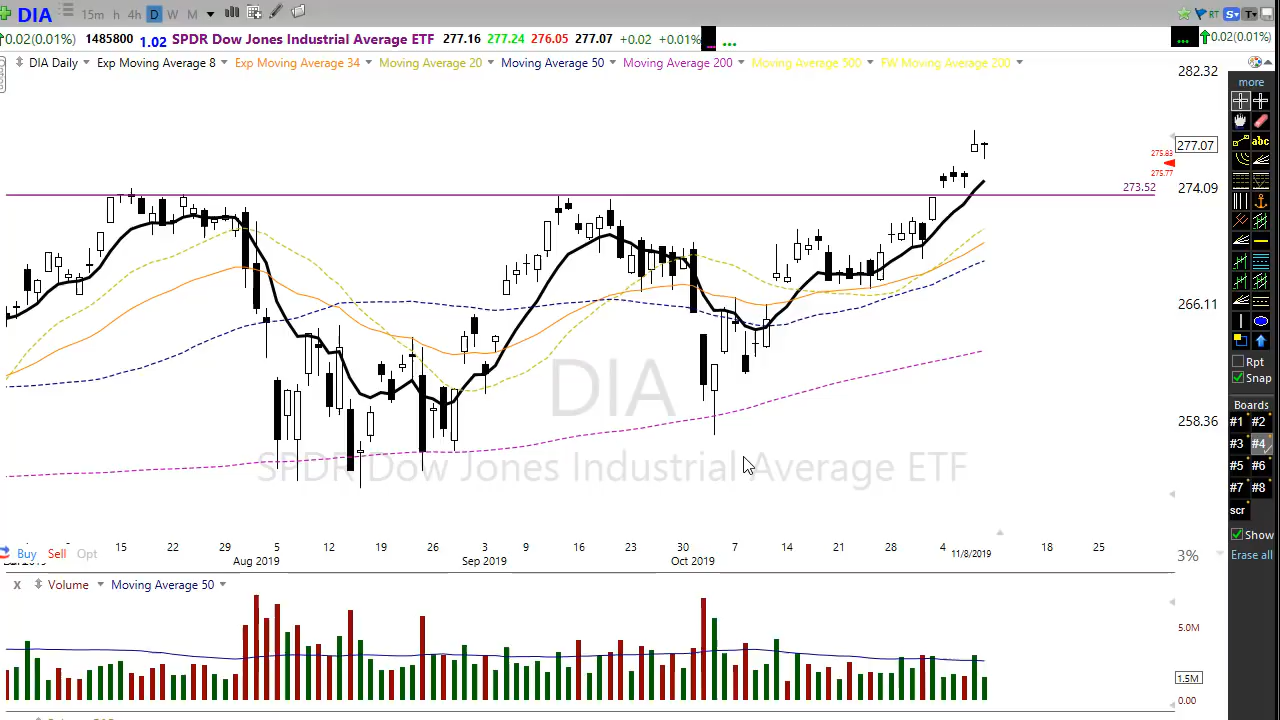 DIA 15m h 4h D W M RT S T
0.02(0.01%) 1485800 1.02 SPDR Dow Jones Industrial Average ETF 277.16 277.24 276.05 277.07 +0.02 +0.01% ... ... ... 0.02(0.01%)
DIA Daily Exp Moving Average 8 Exp Moving Average 34 Moving Average 20 Moving Average 50 Moving Average 200 Moving Average 500 FW Moving Average 200
282.32
more
abc
277.07
275.83
275.77
273.52
274.09
266.11
258.36
Rpt
Snap
Boards
#1 #2
#3 #4
#5 #6
#7 #8
scr
Show
Erase all
DIA
SPDR Dow Jones Industrial Average ETF
15 22 29 5 12 19 26 3 9 16 23 30 7 14 21 28 4 11/8/2019 18 25
Buy Sell Opt
Aug 2019 Sep 2019 Oct 2019
3%
X Volume Moving Average 50
5.0M
1.5M
0.00